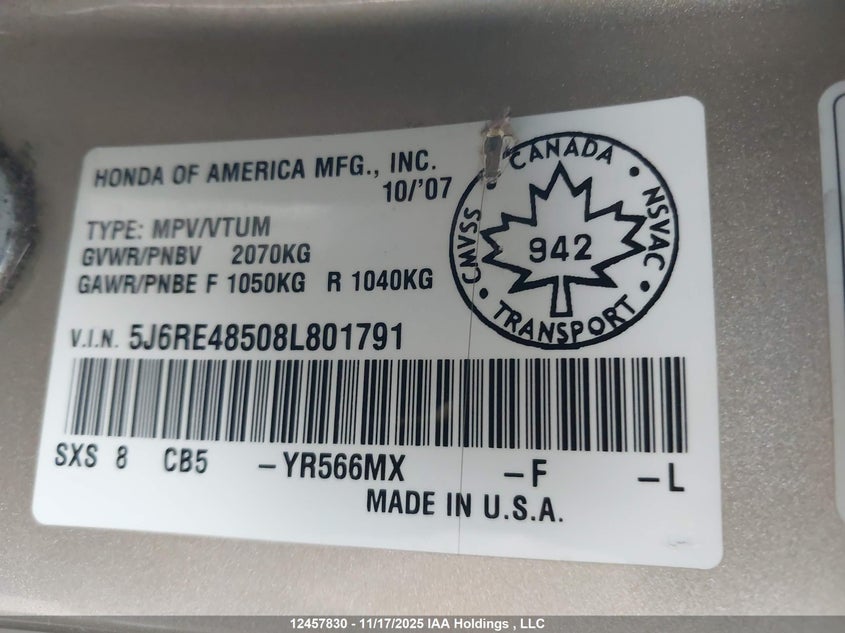 HONDA OF AMERICA MFG., INC.
10/'07
TYPE: MPV/VTUM
GVWR/PNBV 2070KG
GAWR/PNBE F 1050KG R 1040KG
V.I.N. 5J6RE48508L801791
SXS 8 CB5 -YR566MX -F -L
MADE IN U.S.A.
CANADA
CMVSS
942
NSVAC
TRANSPORT
12457830 - 11/17/2025 IAA Holdings , LLC